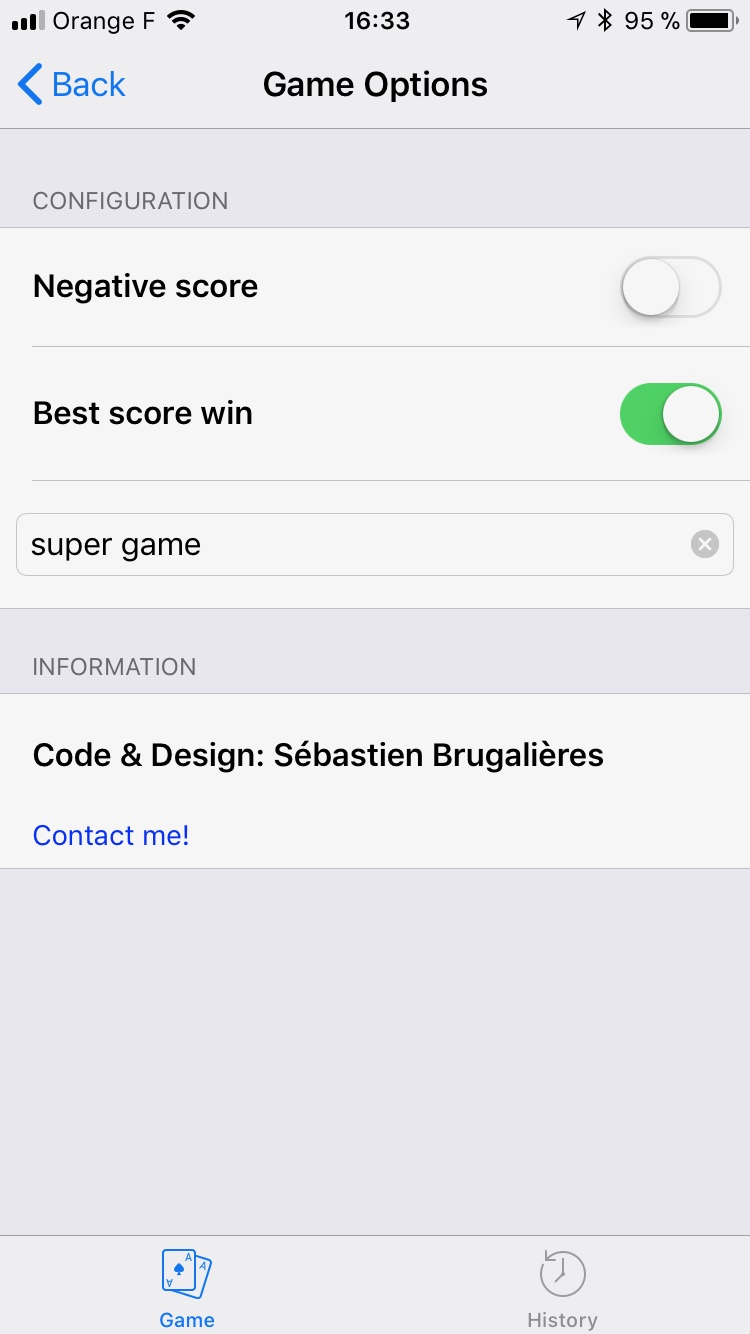 Orange F 16:33 95 %
Back Game Options
CONFIGURATION
Negative score
Best score win
super game
INFORMATION
Code & Design: Sébastien Brugalières
Contact me!
A A A
Game History